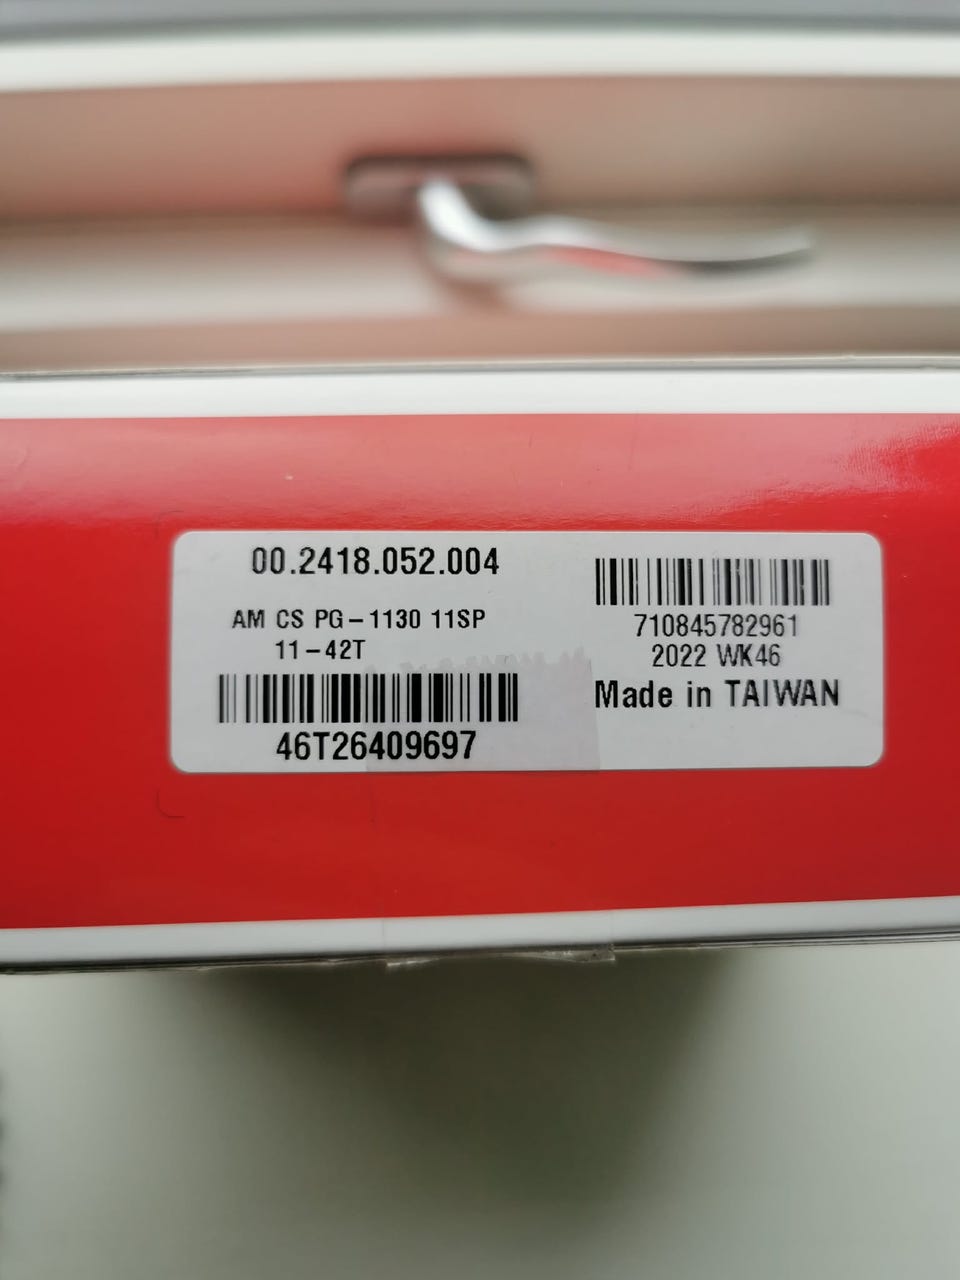 00.2418.052.004
AM CS PG-1130 11SP
11-42T
46T26409697
710845782961
2022 WK46
Made in TAIWAN